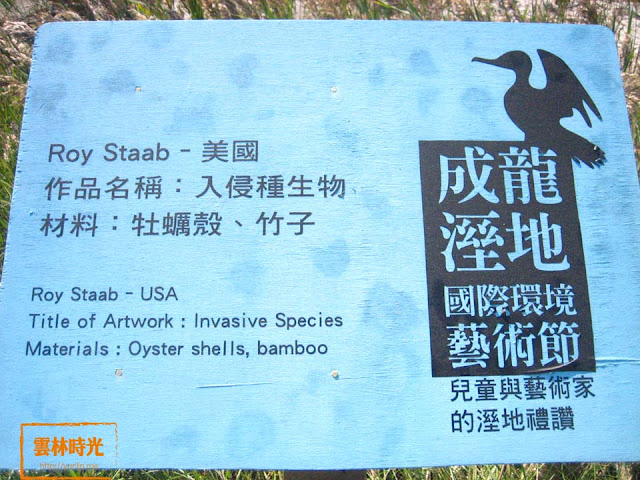 Roy Staab - 美國
作品名稱：入侵種生物
材料：牡蠣殼、竹子
Roy Staab - USA
Title of Artwork : Invasive Species
Materials : Oyster shells, bamboo
成龍
溼地
國際環境
藝術節
兒童與藝術家
的溼地禮讚
雲林時光